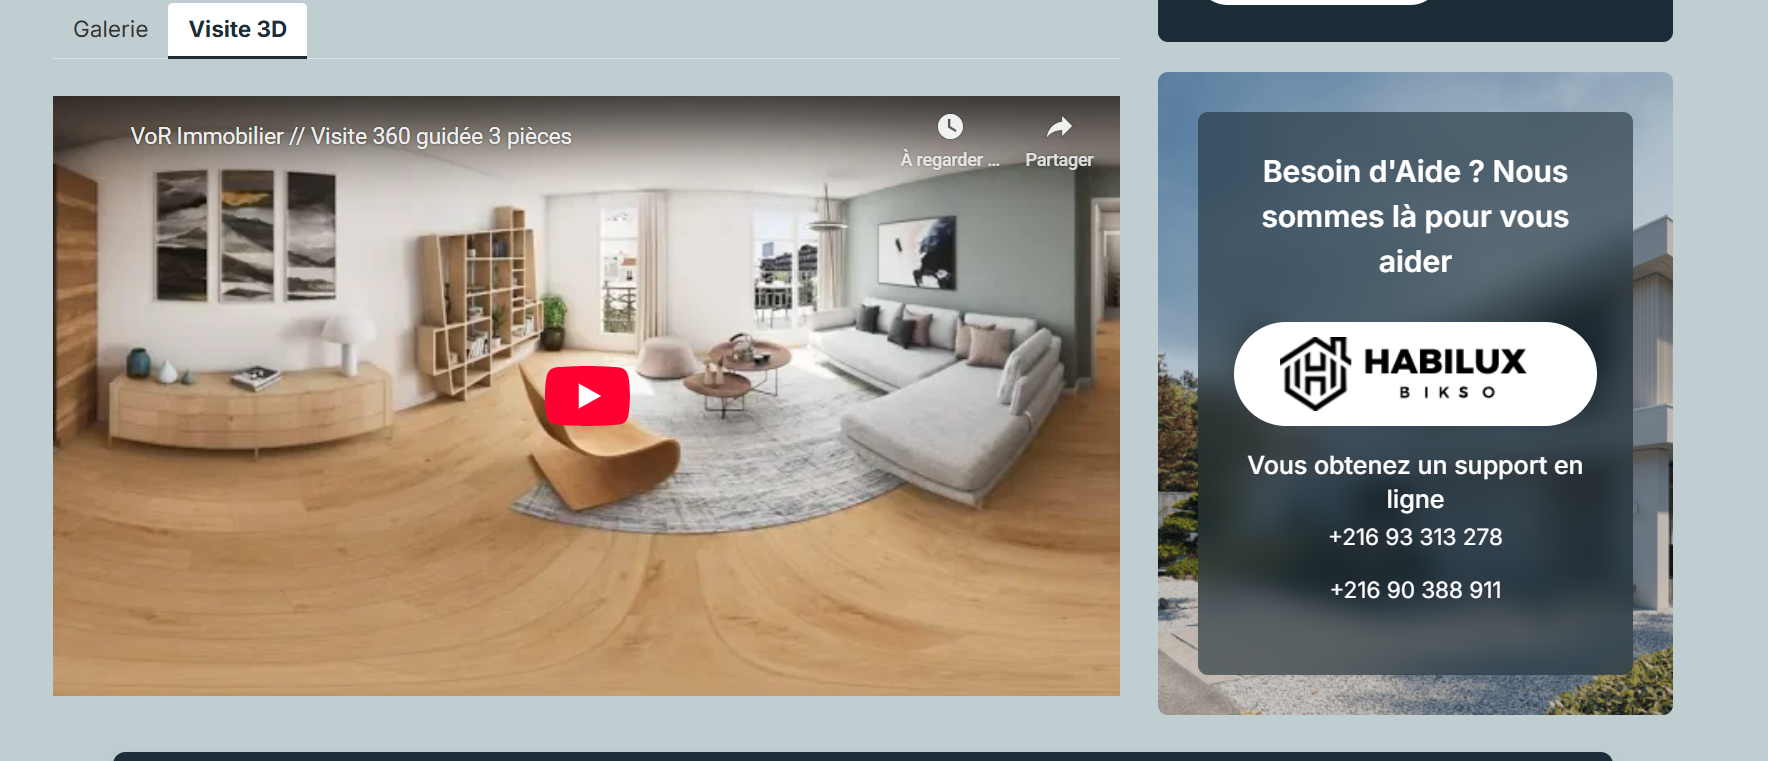 Galerie
Visite 3D
VoR Immobilier // Visite 360 guidée 3 pièces
À regarder ...
Partager
Besoin d'Aide ? Nous
sommes là pour vous
aider
HABILUX
BIKSO
Vous obtenez un support en
ligne
+216 93 313 278
+216 90 388 911